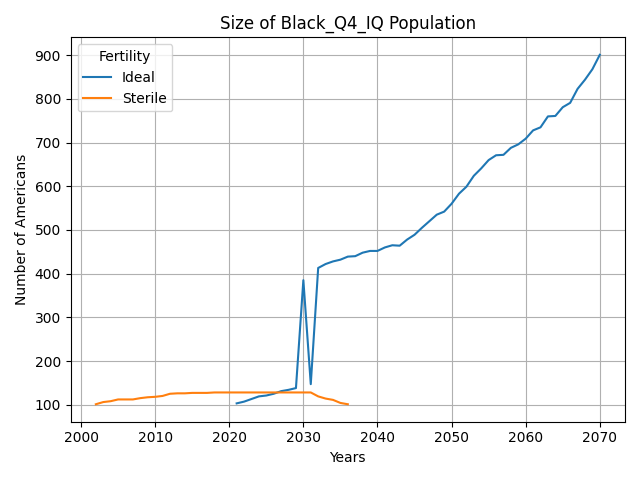 Size of Black_Q4_IQ Population
Fertility
Ideal
Sterile
Number of Americans
900
800
700
600
500
400
300
200
100
2000 2010 2020 2030 2040 2050 2060 2070
Years